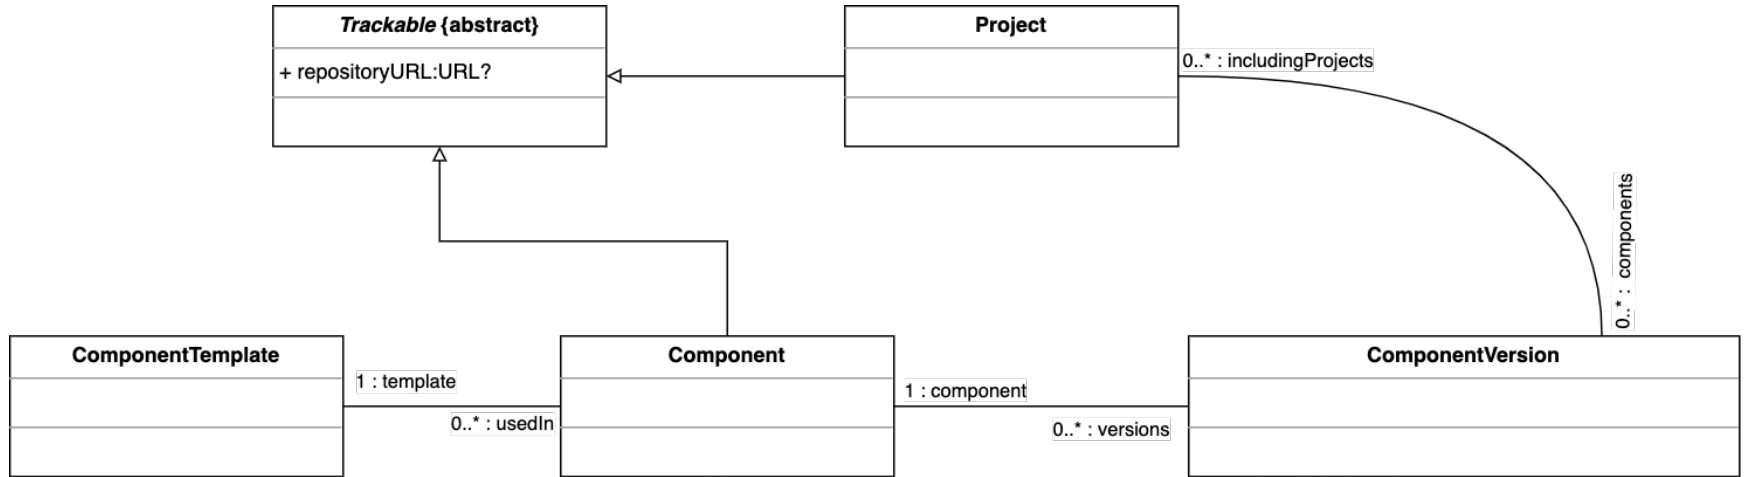 Trackable {abstract}
+ repositoryURL:URL?
Project
0..* : includingProjects
0..* : components
ComponentTemplate
1 : template
0..* : usedIn
Component
1 : component
0..* : versions
ComponentVersion